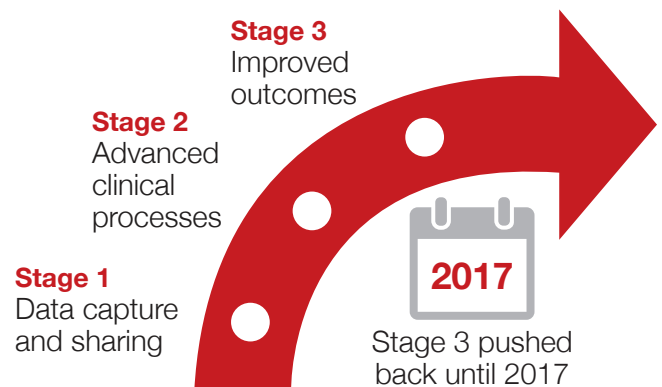 Stage 3
Improved
outcomes
Stage 2
Advanced
clinical
processes
Stage 1
Data capture
and sharing
2017
Stage 3 pushed
back until 2017